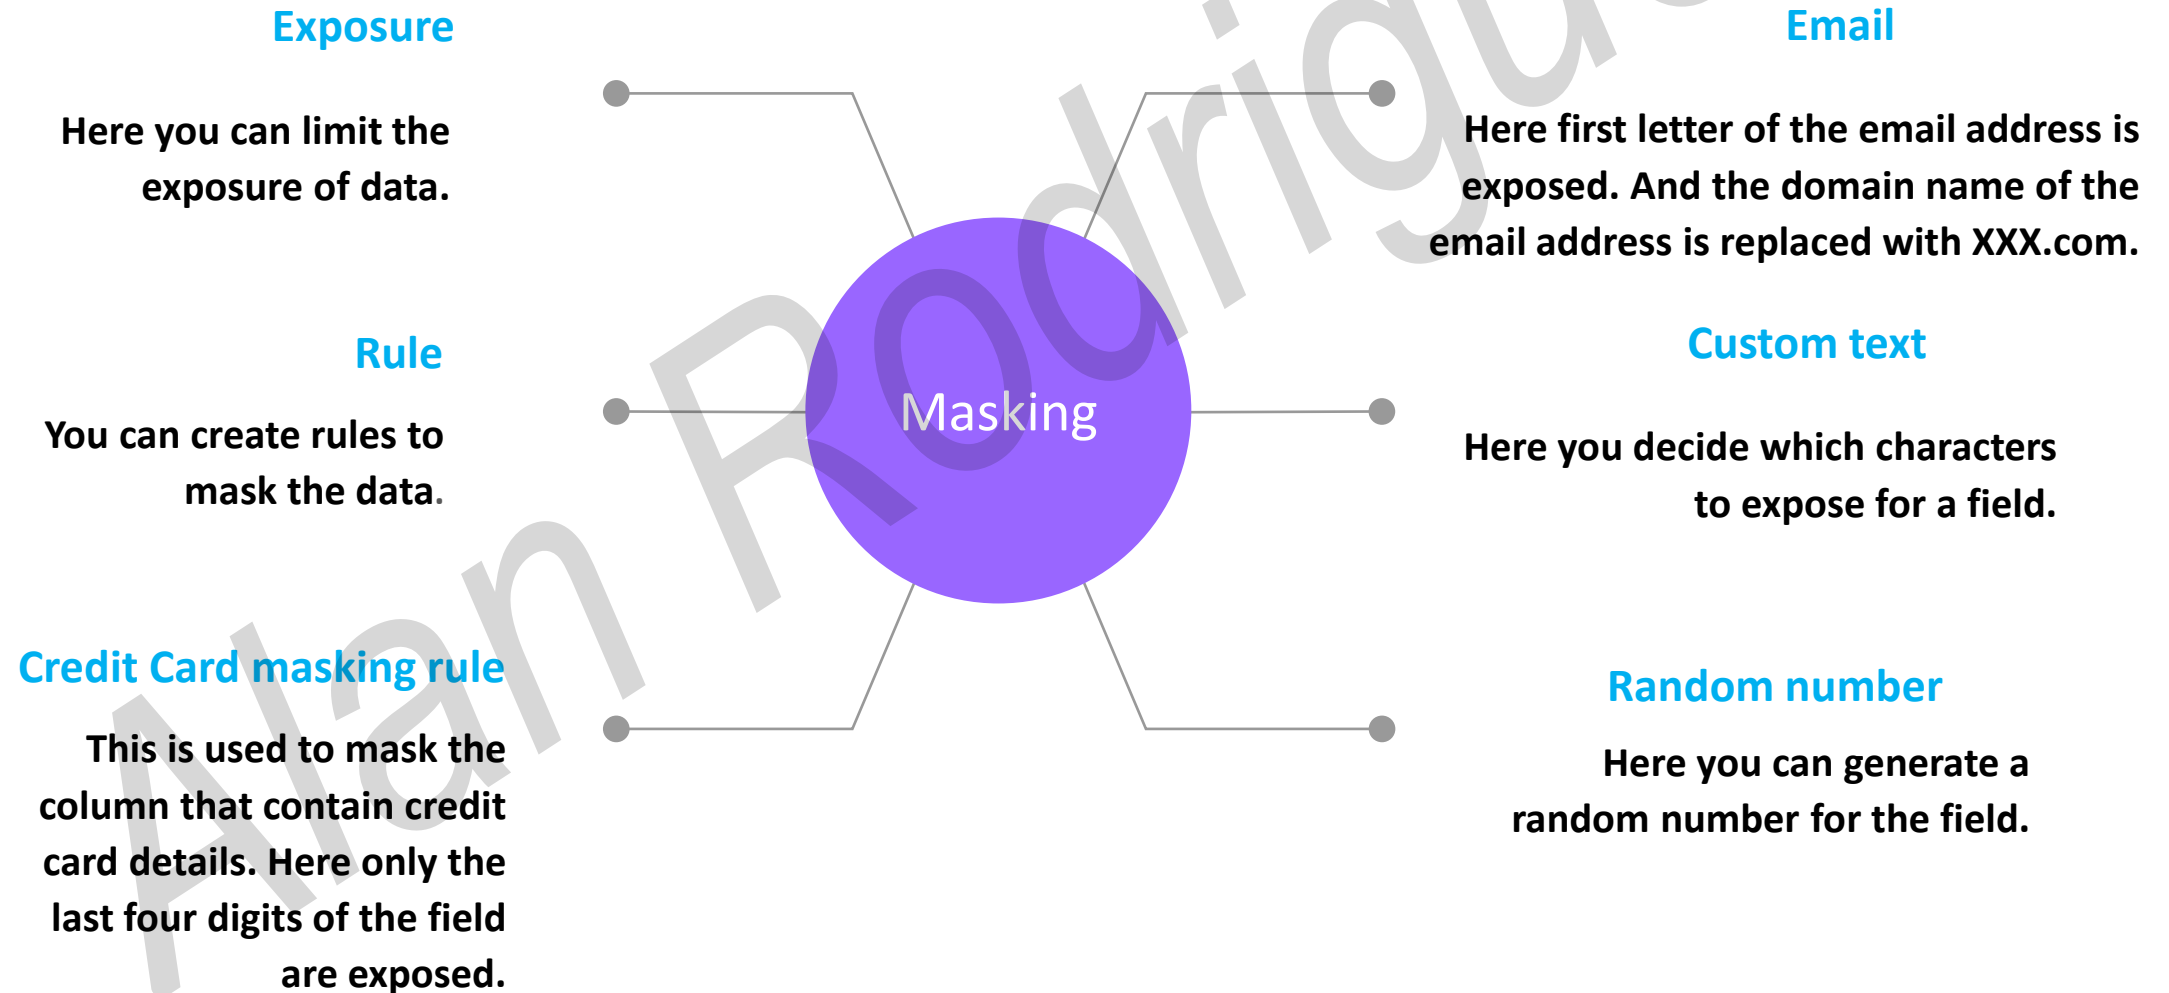 Exposure
Here you can limit the
exposure of data.
Rule
You can create rules to
mask the data.
Credit Card masking rule
This is used to mask the
column that contain credit
card details. Here only the
last four digits of the field
are exposed.
Masking
Email
Here first letter of the email address is
exposed. And the domain name of the
email address is replaced with XXX.com.
Custom text
Here you decide which characters
to expose for a field.
Random number
Here you can generate a
random number for the field.
Alan Rodrigu